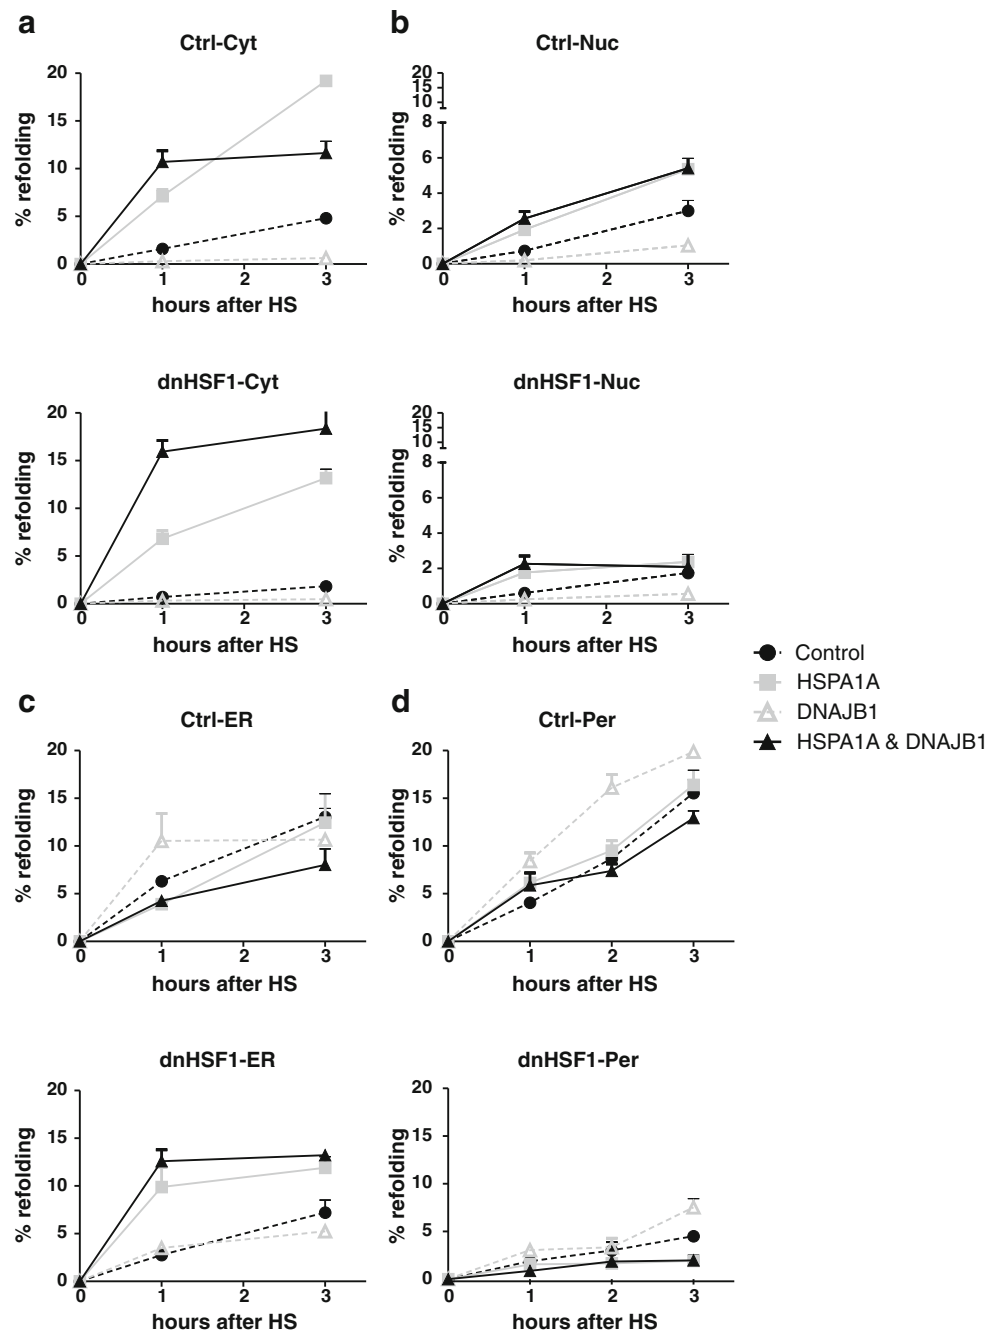 a
Ctrl-Cyt
20
15
10
5
0
% refolding
0 1 2 3
hours after HS
b
Ctrl-Nuc
20
15
10
8
6
4
2
0
% refolding
0 1 2 3
hours after HS
dnHSF1-Cyt
20
15
10
5
0
% refolding
0 1 2 3
hours after HS
dnHSF1-Nuc
20
15
10
8
6
4
2
0
% refolding
0 1 2 3
hours after HS
Control
HSPA1A
DNAJB1
HSPA1A & DNAJB1
c
Ctrl-ER
20
15
10
5
0
% refolding
0 1 2 3
hours after HS
d
Ctrl-Per
20
15
10
5
0
% refolding
0 1 2 3
hours after HS
dnHSF1-ER
20
15
10
5
0
% refolding
0 1 2 3
hours after HS
dnHSF1-Per
20
15
10
5
0
% refolding
0 1 2 3
hours after HS